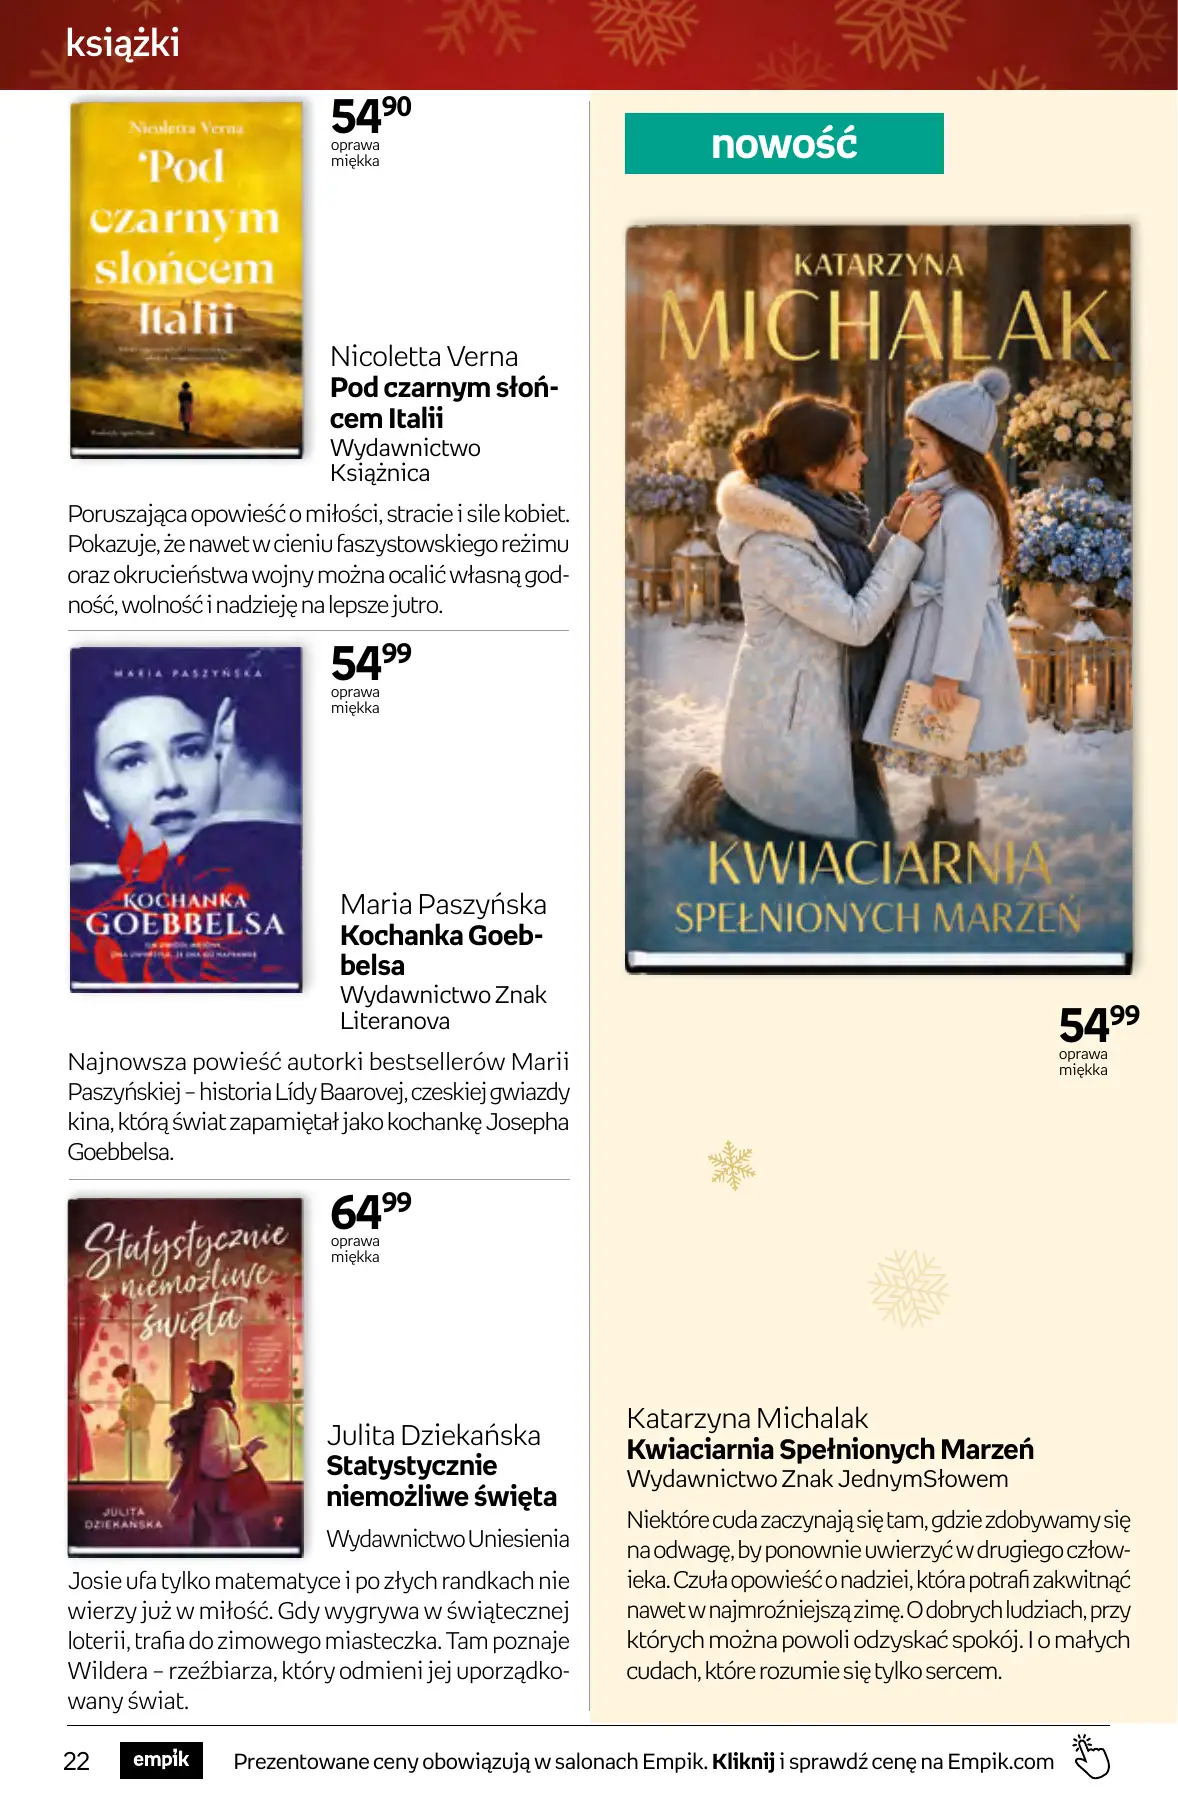 książki
Nicoletta Verna
Pod
czarnym
słońcem
Italii
54 90
oprawa
miękka
Nicoletta Verna
Pod czarnym słoń-
cem Italii
Wydawnictwo
Książnica
Poruszająca opowieść o miłości, stracie i sile kobiet.
Pokazuje, że nawet w cieniu faszystowskiego reżimu
oraz okrucieństwa wojny można ocalić własną god-
ność, wolność i nadzieję na lepsze jutro.
MARIA PASZYŃSKA
KOCHANKA
GOEBBELSA
54 99
oprawa
miękka
Maria Paszyńska
Kochanka Goeb-
belsa
Wydawnictwo Znak
Literanova
Najnowsza powieść autorki bestsellerów Marii
Paszyńskiej – historia Lídy Baarovej, czeskiej gwiazdy
kina, którą świat zapamiętał jako kochankę Josepha
Goebbelsa.
Statystycznie
niemożliwe
święta
JULITA
DZIEKAŃSKA
64 99
oprawa
miękka
Julita Dziekańska
Statystycznie
niemożliwe święta
Wydawnictwo Uniesienia
Josie ufa tylko matematyce i po złych randkach nie
wierzy już w miłość. Gdy wygrywa w świątecznej
loterii, trafia do zimowego miasteczka. Tam poznaje
Wildera – rzeźbiarza, który odmieni jej uporządko-
wany świat.
nowość
KATARZYNA
MICHALAK
KWIACIARNIA
SPEŁNIONYCH MARZEŃ
54 99
oprawa
miękka
Katarzyna Michalak
Kwiaciarnia Spełnionych Marzeń
Wydawnictwo Znak JednymSłowem
Niektóre cuda zaczynają się tam, gdzie zdobywamy się
na odwagę, by ponownie uwierzyć w drugiego człow-
ieka. Czuła opowieść o nadziei, która potrafi zakwitnąć
nawet w najmroźniejszą zimę. O dobrych ludziach, przy
których można powoli odzyskać spokój. I o małych
cudach, które rozumie się tylko sercem.
22
empik
Prezentowane ceny obowiązują w salonach Empik. Kliknij i sprawdź cenę na Empik.com